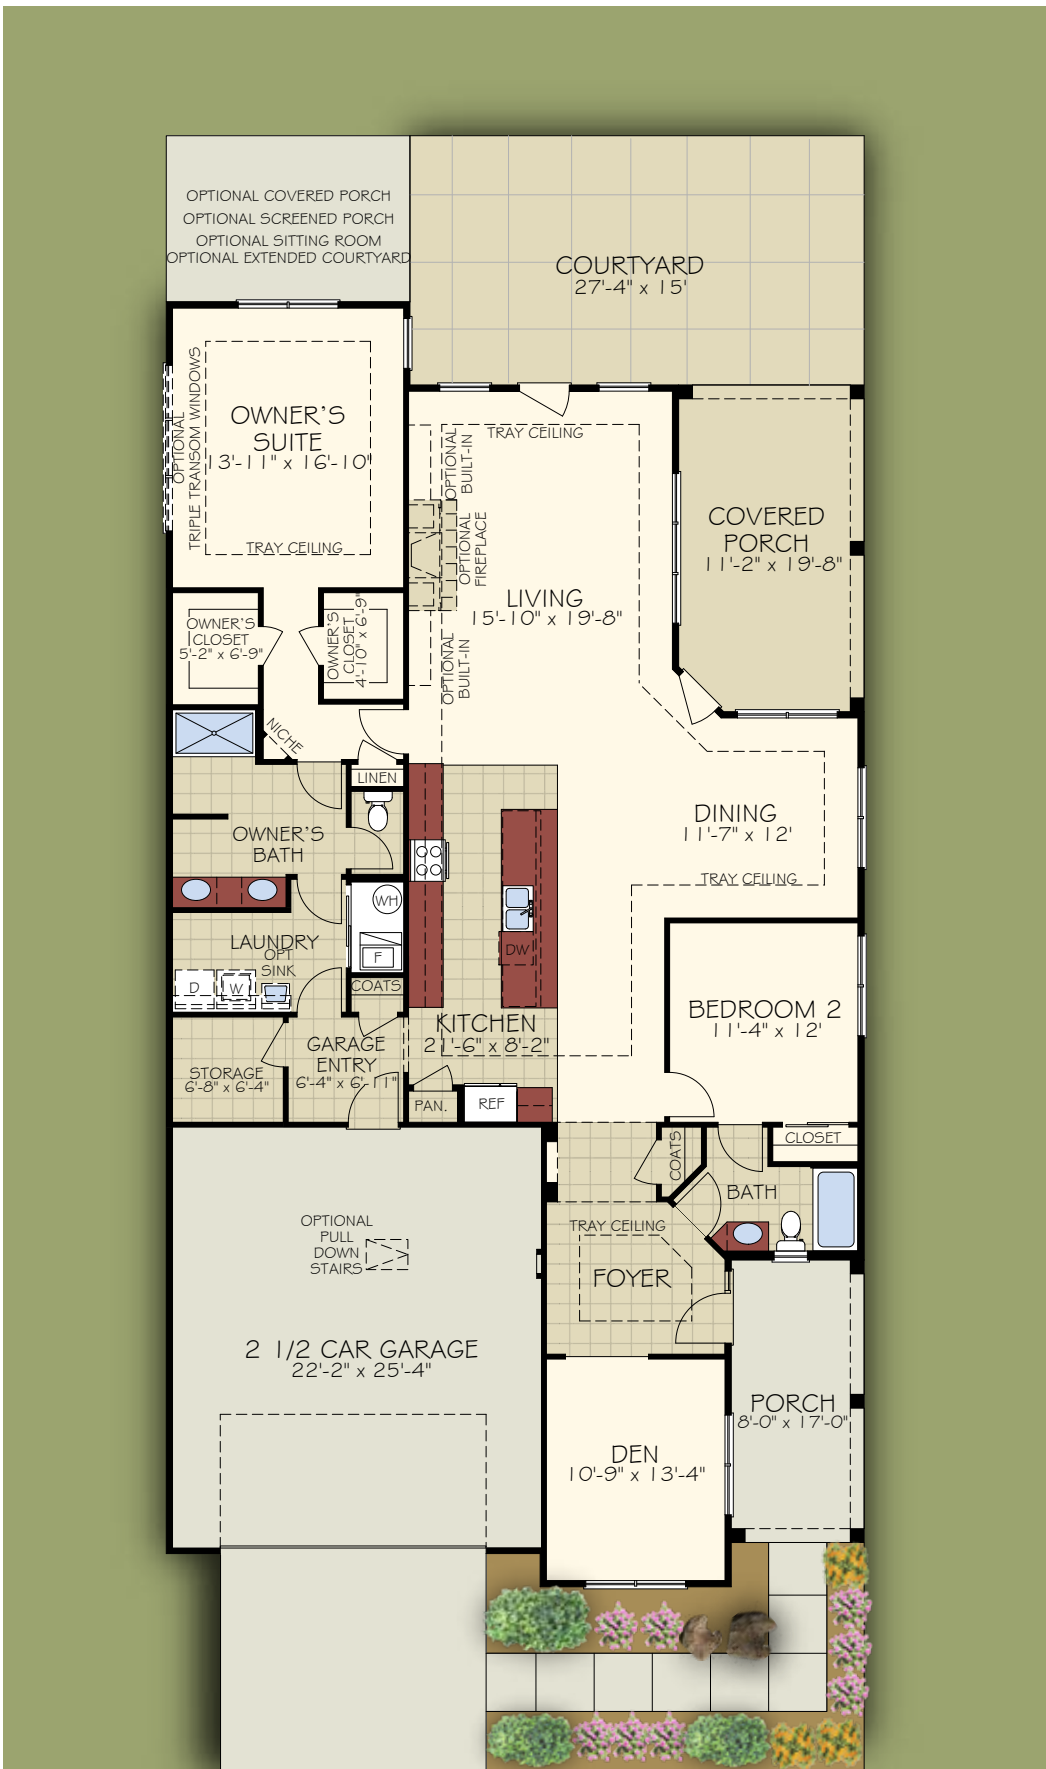 OPTIONAL COVERED PORCH
OPTIONAL SCREENED PORCH
OPTIONAL SITTING ROOM
OPTIONAL EXTENDED COURTYARD
COURTYARD
27'-4" x 15'
OPTIONAL
TRIPLE TRANSOM WINDOWS
OWNER'S
SUITE
13'-11" x 16'-10"
TRAY CEILING
TRAY CEILING
OPTIONAL
BUILT-IN
OPTIONAL
FIREPLACE
OPTIONAL
BUILT-IN
LIVING
15'-10" x 19'-8"
COVERED
PORCH
11'-2" x 19'-8"
OWNER'S
CLOSET
5'-2" x 6'-9"
OWNER'S
CLOSET
4'-10" x 6'-9"
NICHE
LINEN
OWNER'S
BATH
DINING
11'-7" x 12'
TRAY CEILING
WH
F
LAUNDRY
OPT
SINK
D
W
COATS
DW
KITCHEN
21'-6" x 8'-2"
BEDROOM 2
11'-4" x 12'
GARAGE
ENTRY
6'-4" x 6'-11"
STORAGE
6'-8" x 6'-4"
PAN.
REF
COATS
CLOSET
BATH
OPTIONAL
PULL
DOWN
STAIRS
TRAY CEILING
FOYER
2 1/2 CAR GARAGE
22'-2" x 25'-4"
PORCH
8'-0" x 17'-0"
DEN
10'-9" x 13'-4"